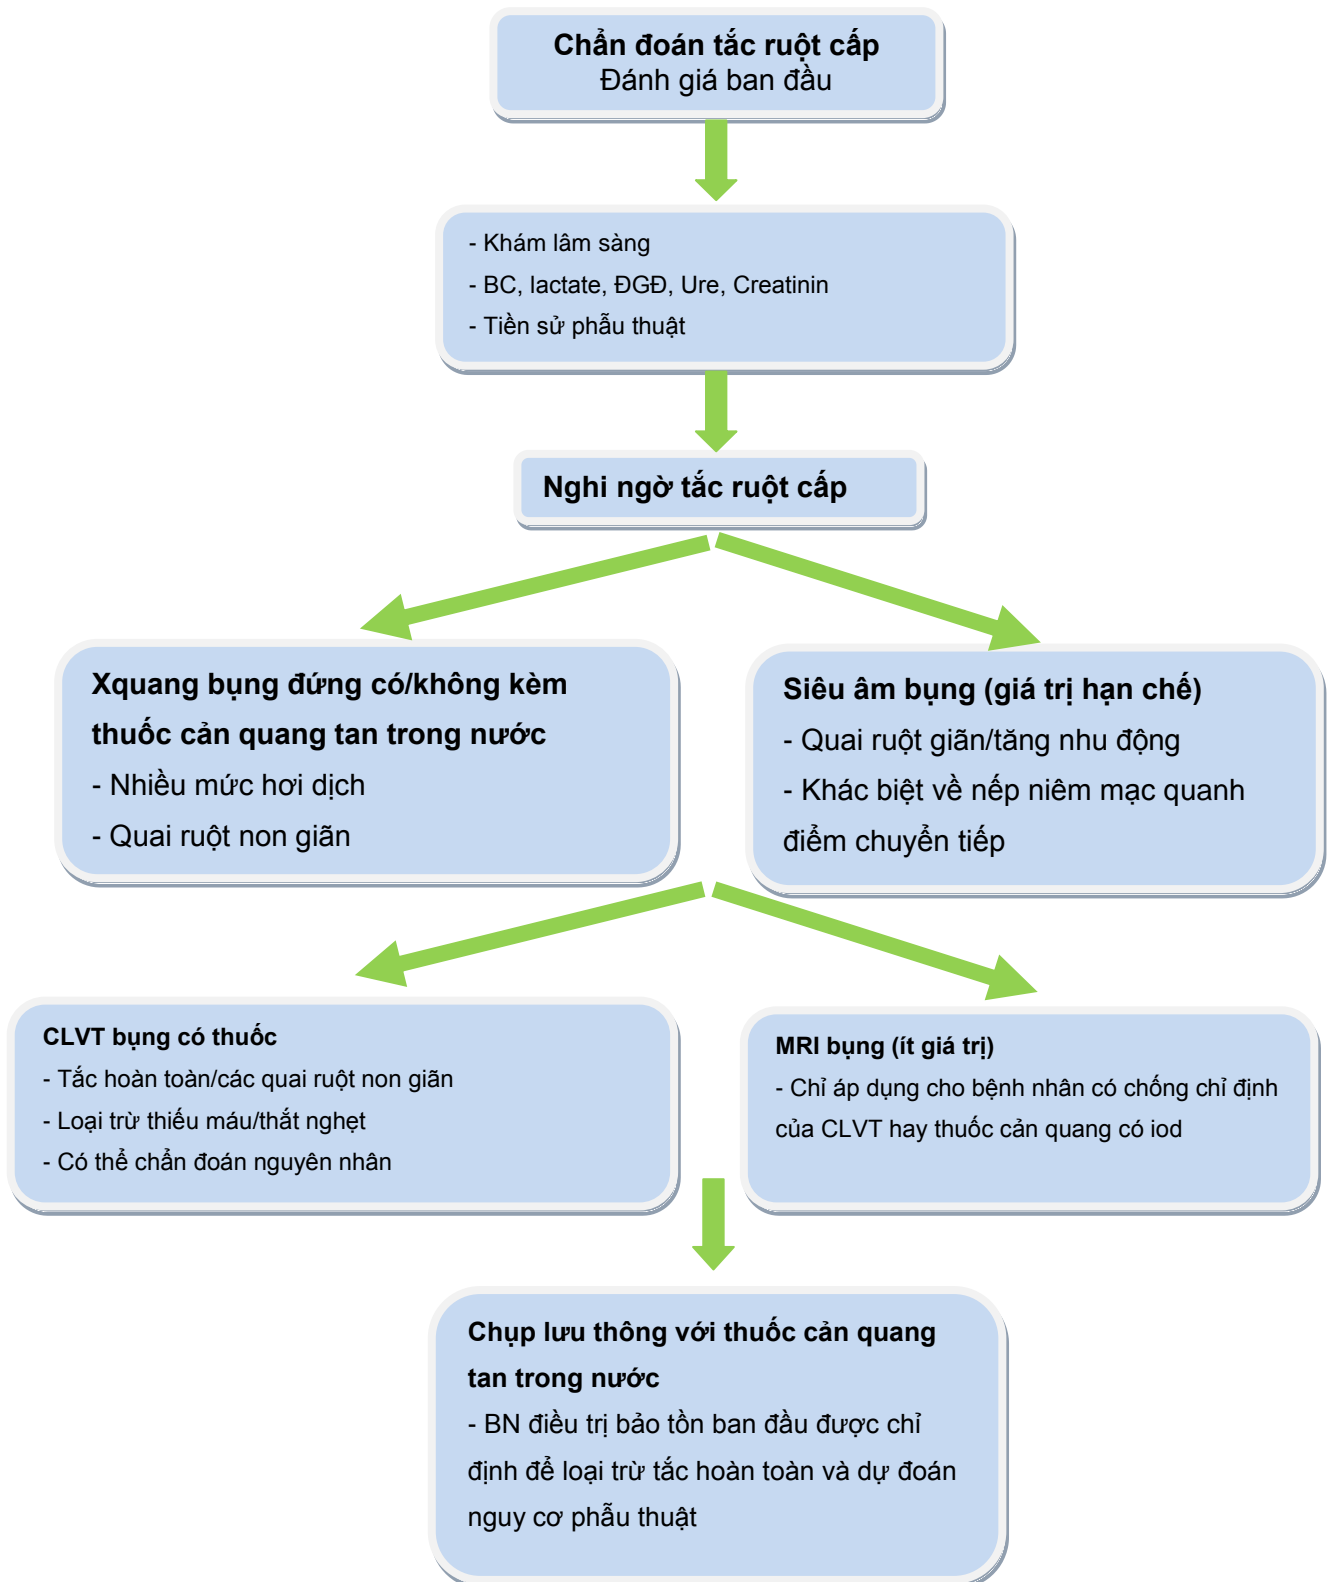 Chẩn đoán tắc ruột cấp
Đánh giá ban đầu
- Khám lâm sàng
- BC, lactate, ĐGĐ, Ure, Creatinin
- Tiền sử phẫu thuật
Nghi ngờ tắc ruột cấp
Xquang bụng đứng có/không kèm
thuốc cản quang tan trong nước
- Nhiều mức hơi dịch
- Quai ruột non giãn
Siêu âm bụng (giá trị hạn chế)
- Quai ruột giãn/tăng nhu động
- Khác biệt về nếp niêm mạc quanh
điểm chuyển tiếp
CLVT bụng có thuốc
- Tắc hoàn toàn/các quai ruột non giãn
- Loại trừ thiếu máu/thắt nghẹt
- Có thể chẩn đoán nguyên nhân
MRI bụng (ít giá trị)
- Chỉ áp dụng cho bệnh nhân có chống chỉ định
của CLVT hay thuốc cản quang có iod
Chụp lưu thông với thuốc cản quang
tan trong nước
- BN điều trị bảo tồn ban đầu được chỉ
định để loại trừ tắc hoàn toàn và dự đoán
nguy cơ phẫu thuật